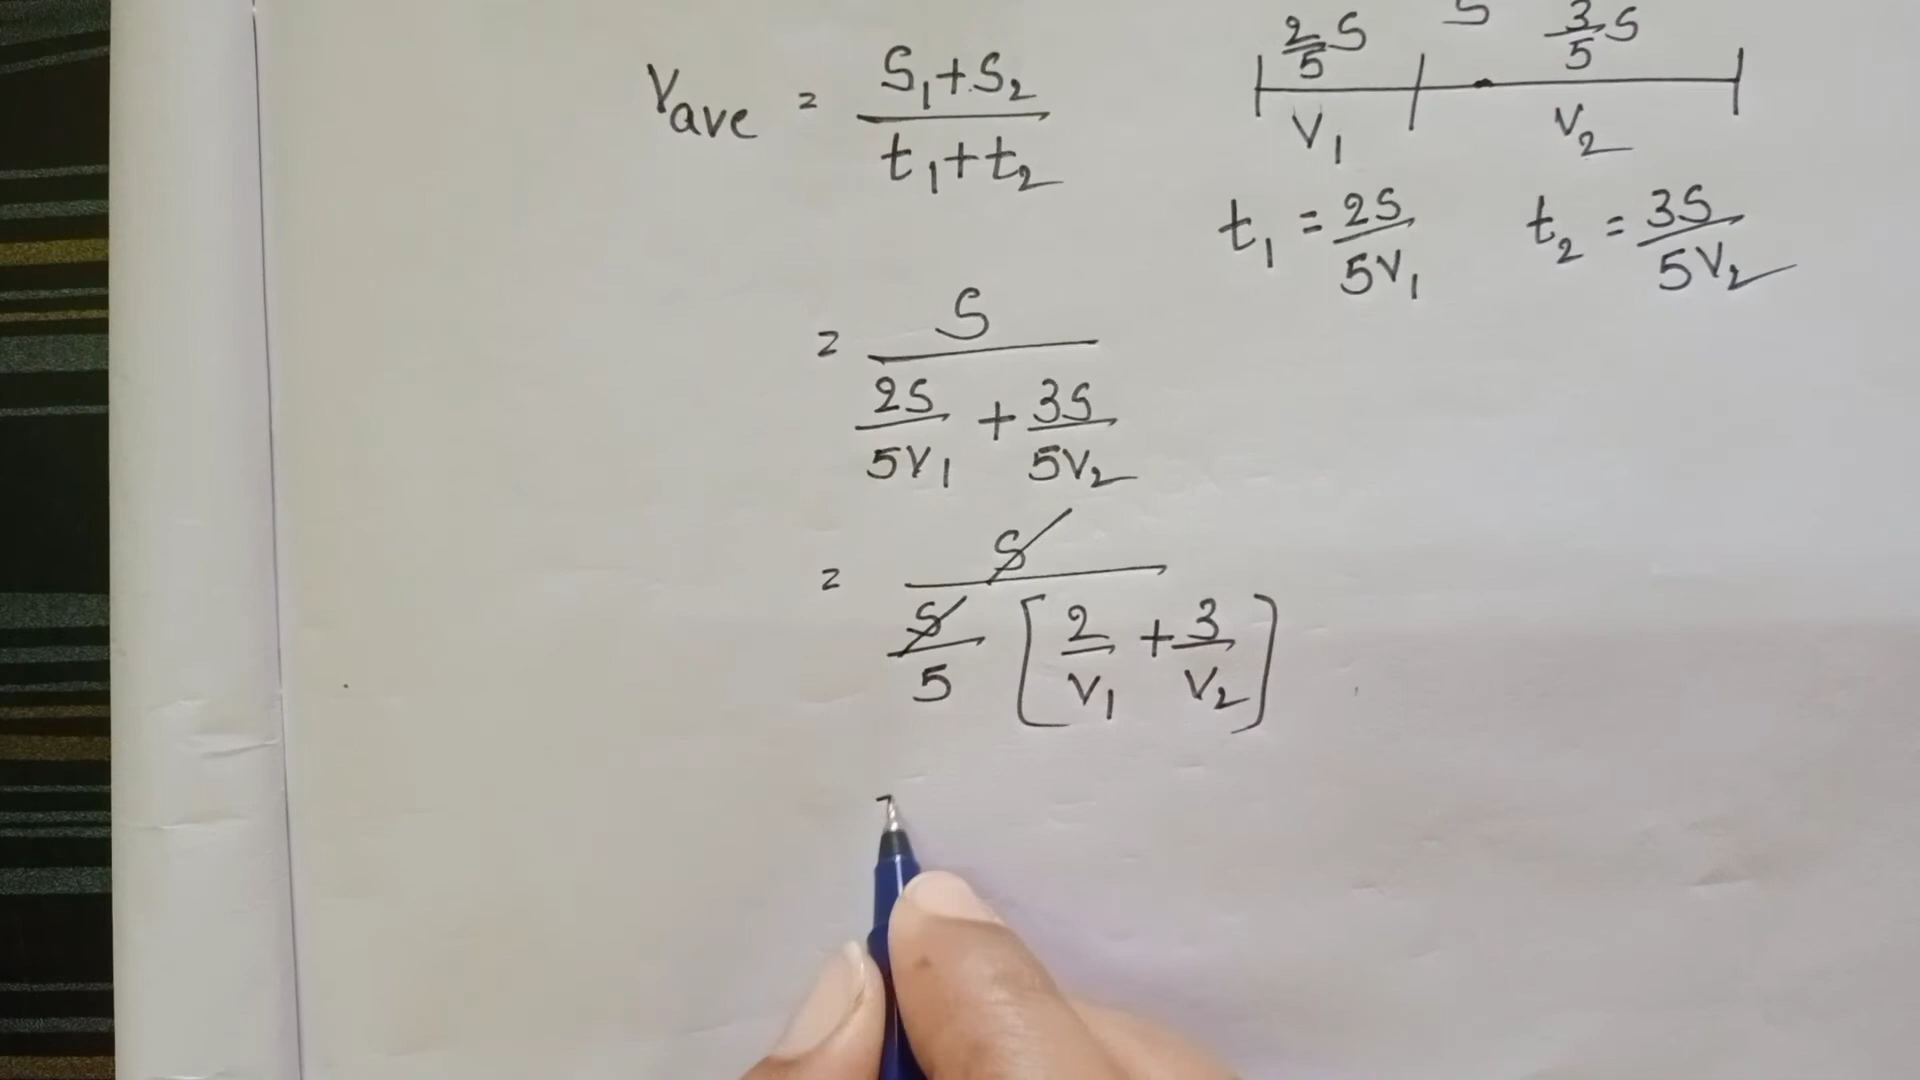 V_ave = (S₁+S₂)/(t₁+t₂)
2/5 S S 3/5 S
V₁ V₂
t₁ = 2S/5V₁ t₂ = 3S/5V₂
= S/(2S/5V₁ + 3S/5V₂)
= S/(S/5 [2/V₁ + 3/V₂])